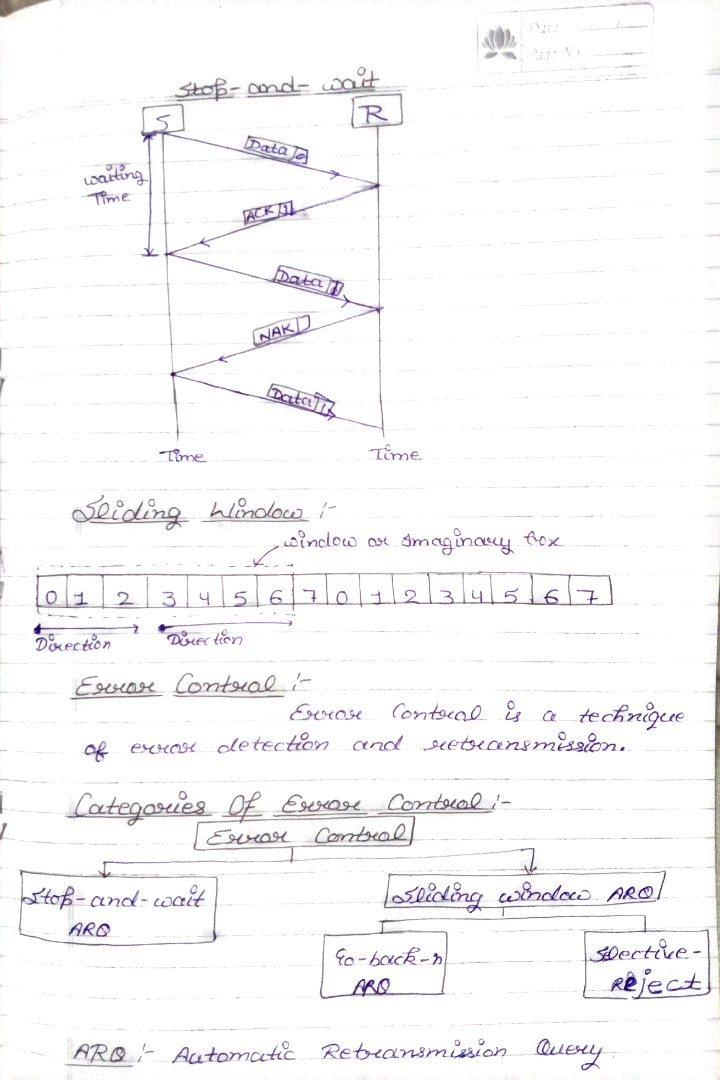 Date
Page No.
Stop-and-wait
S R
Data 0
waiting
Time
ACK 1
Data 1
NAK
Data 1
Time Time
Sliding Window :-
window or Imaginary box
0 1 2 3 4 5 6 7 0 1 2 3 4 5 6 7
Direction Direction
Error Control :-
Error Control is a technique
of error detection and retransmission.
Categories Of Error Control :-
Error Control
Stop-and-wait
ARQ
Sliding window ARQ
Go-back-n
ARQ
Selective-
Reject
ARQ :- Automatic Retransmission Query